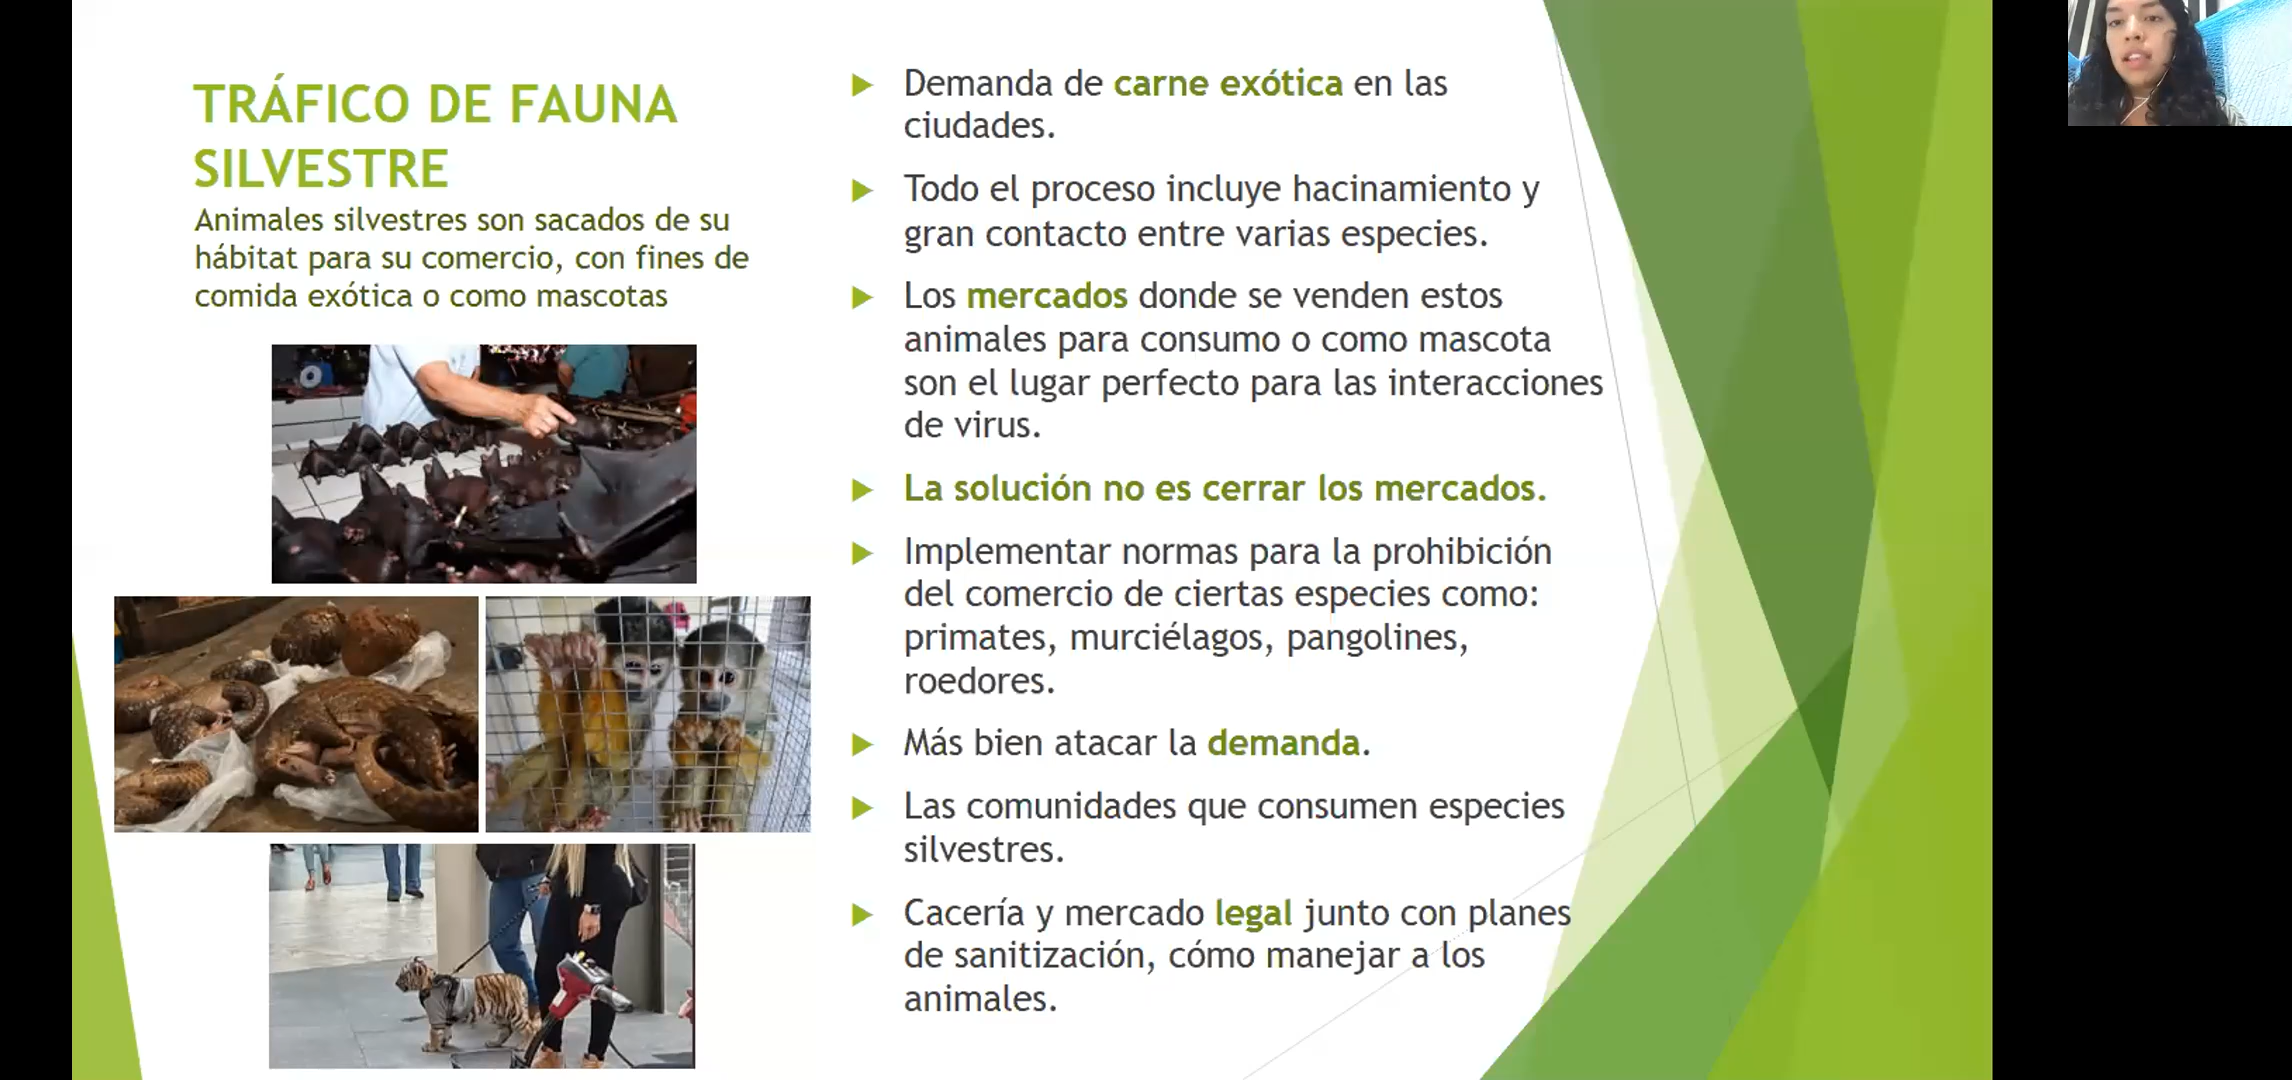 TRÁFICO DE FAUNA
SILVESTRE
Animales silvestres son sacados de su
hábitat para su comercio, con fines de
comida exótica o como mascotas
Demanda de carne exótica en las
ciudades.
Todo el proceso incluye hacinamiento y
gran contacto entre varias especies.
Los mercados donde se venden estos
animales para consumo o como mascota
son el lugar perfecto para las interacciones
de virus.
La solución no es cerrar los mercados.
Implementar normas para la prohibición
del comercio de ciertas especies como:
primates, murciélagos, pangolines,
roedores.
Más bien atacar la demanda.
Las comunidades que consumen especies
silvestres.
Cacería y mercado legal junto con planes
de sanitización, cómo manejar a los
animales.